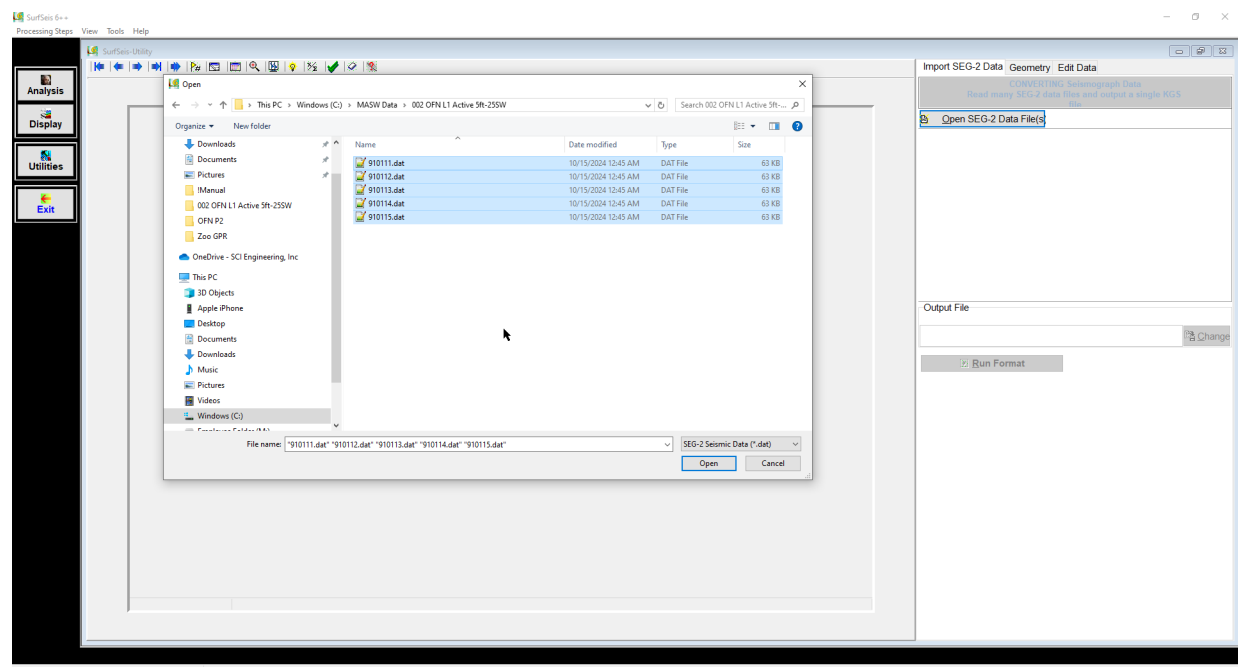 SurfSeis 6++
Processing Steps View Tools Help
SurfSeis-Utility
Analysis
Display
Utilities
Exit
Open
This PC > Windows (C:) > MASW Data > 002 OFN L1 Active 5ft-25SW
Search 002 OFN L1 Active 5ft-...
Organize New folder
Downloads
Documents
Pictures
!Manual
002 OFN L1 Active 5ft-25SW
OFN P2
Zoo GPR
OneDrive - SCI Engineering, Inc
This PC
3D Objects
Apple iPhone
Desktop
Documents
Downloads
Music
Pictures
Videos
Windows (C:)
Name Date modified Type Size
910111.dat 10/15/2024 12:45 AM DAT File 63 KB
910112.dat 10/15/2024 12:45 AM DAT File 63 KB
910113.dat 10/15/2024 12:45 AM DAT File 63 KB
910114.dat 10/15/2024 12:45 AM DAT File 63 KB
910115.dat 10/15/2024 12:45 AM DAT File 63 KB
File name: "910111.dat" "910112.dat" "910113.dat" "910114.dat" "910115.dat"
SEG-2 Seismic Data (*.dat)
Open Cancel
Import SEG-2 Data Geometry Edit Data
CONVERTING Seismograph Data
Read many SEG-2 data files and output a single KGS
file
Open SEG-2 Data File(s)
Output File
Change
Run Format